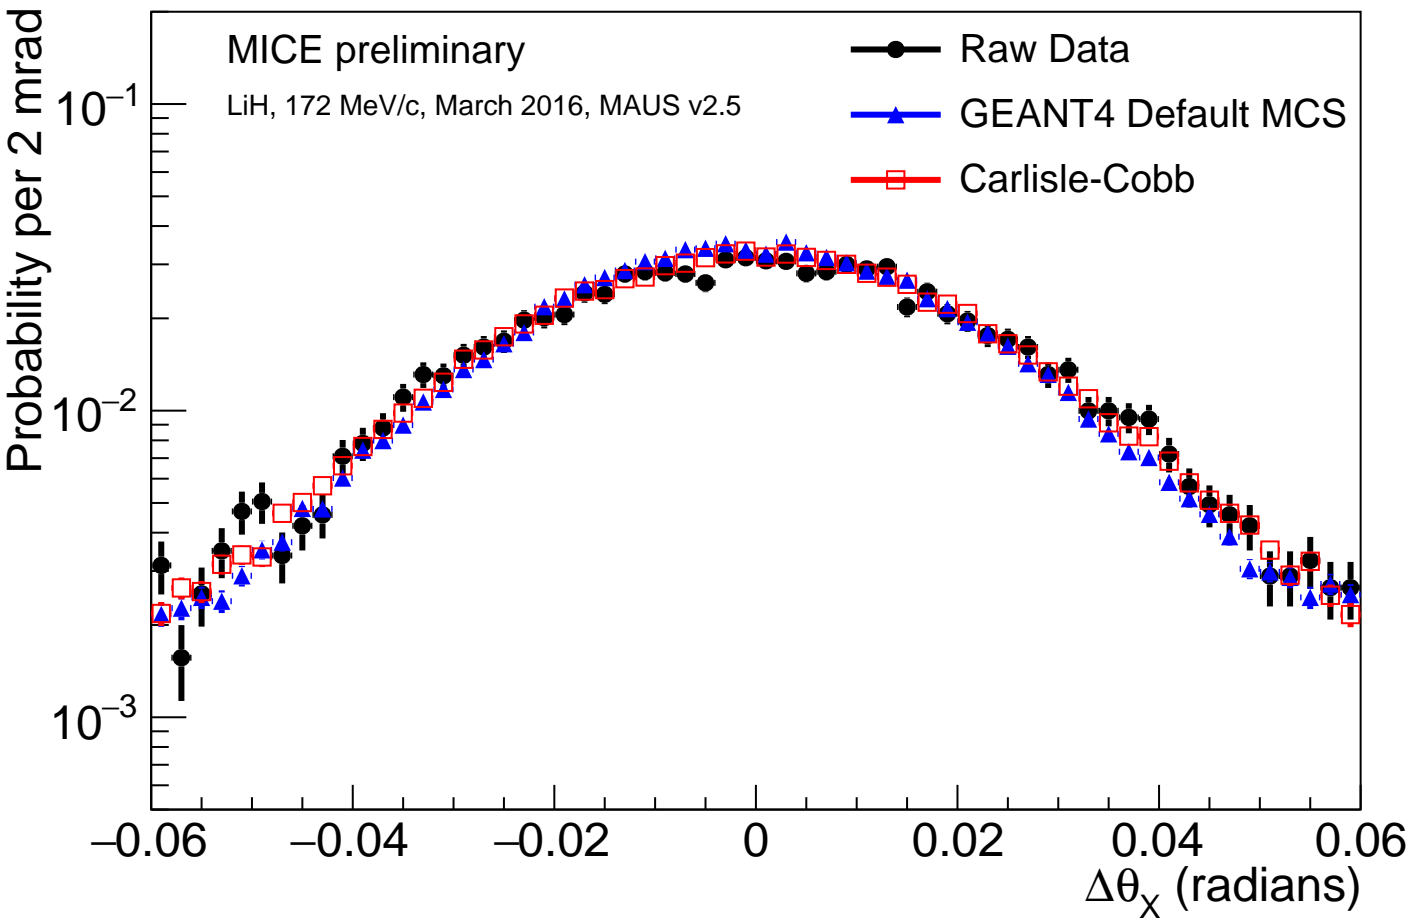 Probability per 2 mrad
MICE preliminary
LiH, 172 MeV/c, March 2016, MAUS v2.5
Raw Data
GEANT4 Default MCS
Carlisle-Cobb
10⁻¹
10⁻²
10⁻³
−0.06 −0.04 −0.02 0 0.02 0.04 0.06
Δθ_X (radians)